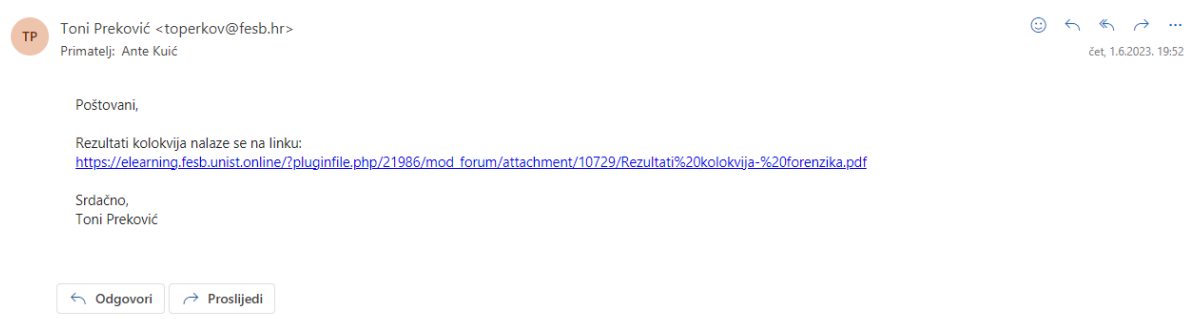 TP
Toni Preković <toperkov@fesb.hr>
Primatelj: Ante Kuić
čet, 1.6.2023. 19:52
Poštovani,
Rezultati kolokvija nalaze se na linku:
https://elearning.fesb.unist.online/?pluginfile.php/21986/mod_forum/attachment/10729/Rezultati%20kolokvija-%20forenzika.pdf
Srdačno,
Toni Preković
Odgovori
Proslijedi